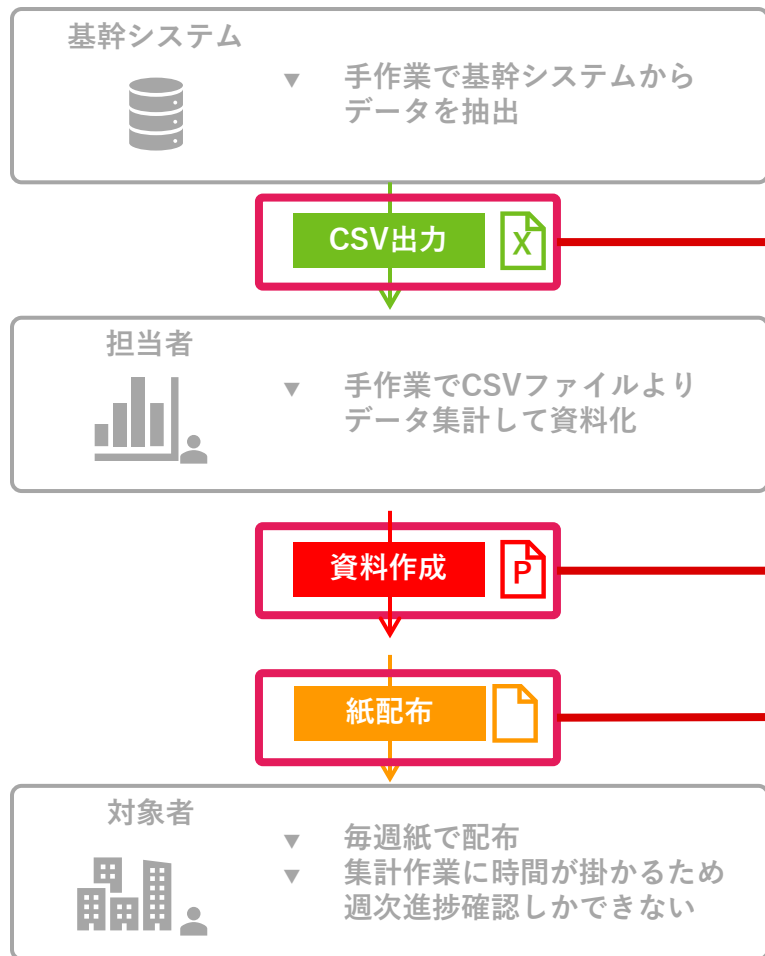 基幹システム
▼ 手作業で基幹システムから
データを抽出
CSV出力 X
担当者
▼ 手作業でCSVファイルより
データ集計して資料化
資料作成 P
紙配布
対象者
▼ 毎週紙で配布
▼ 集計作業に時間が掛かるため
週次進捗確認しかできない